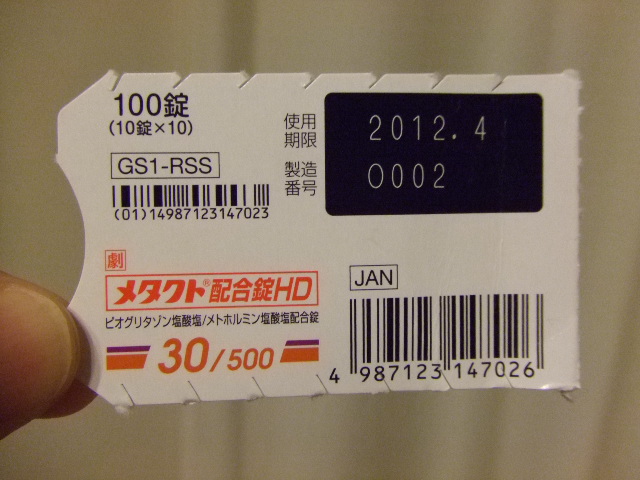 100錠
(10錠×10)
GS1-RSS
(01)14987123147023
使用
期限
2012.4
製造
番号
0002
劇
メタクト®配合錠HD
ピオグリタゾン塩酸塩/メトホルミン塩酸塩配合錠
30/500
JAN
4 987123 147026